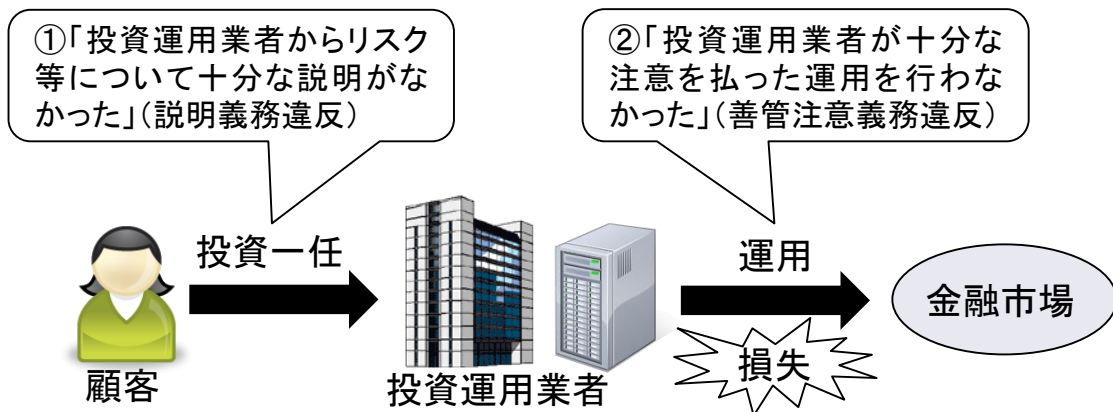 ①「投資運用業者からリスク
等について十分な説明がな
かった」(説明義務違反)
②「投資運用業者が十分な
注意を払った運用を行わな
かった」(善管注意義務違反)
投資一任
運用
金融市場
損失
顧客
投資運用業者